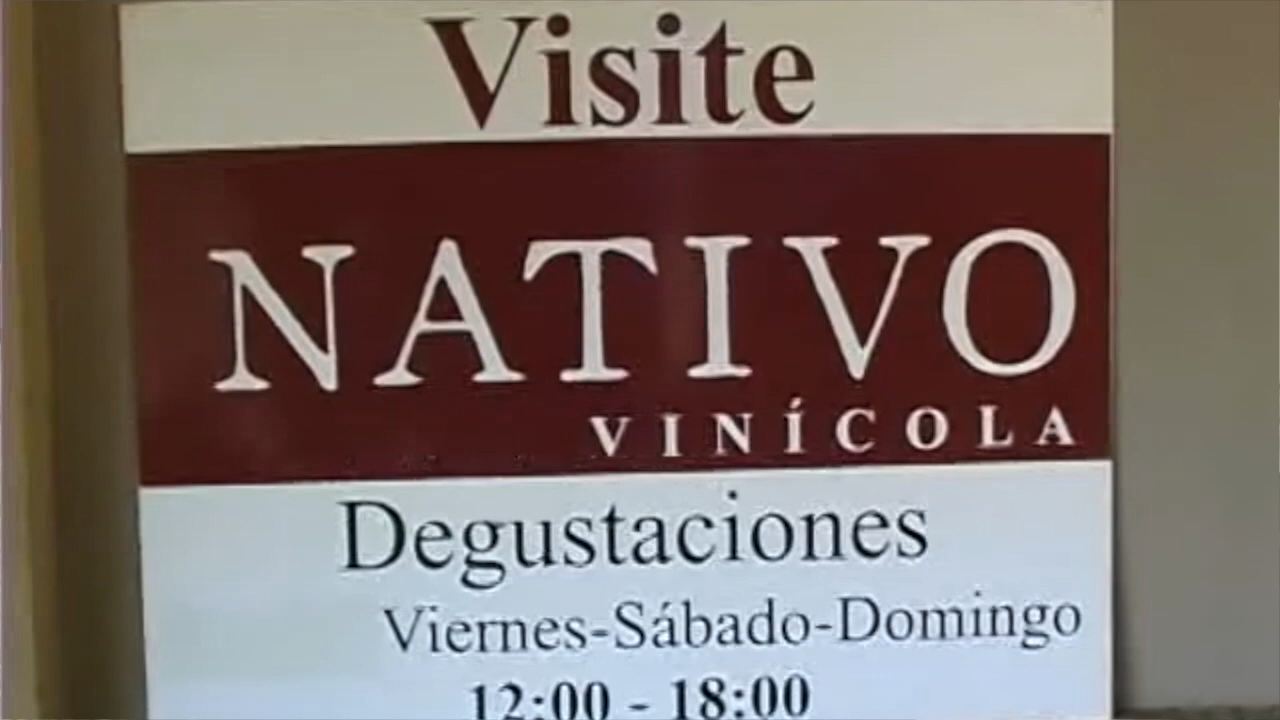 Visite
NATIVO
VINÍCOLA
Degustaciones
Viernes-Sábado-Domingo
12:00 - 18:00